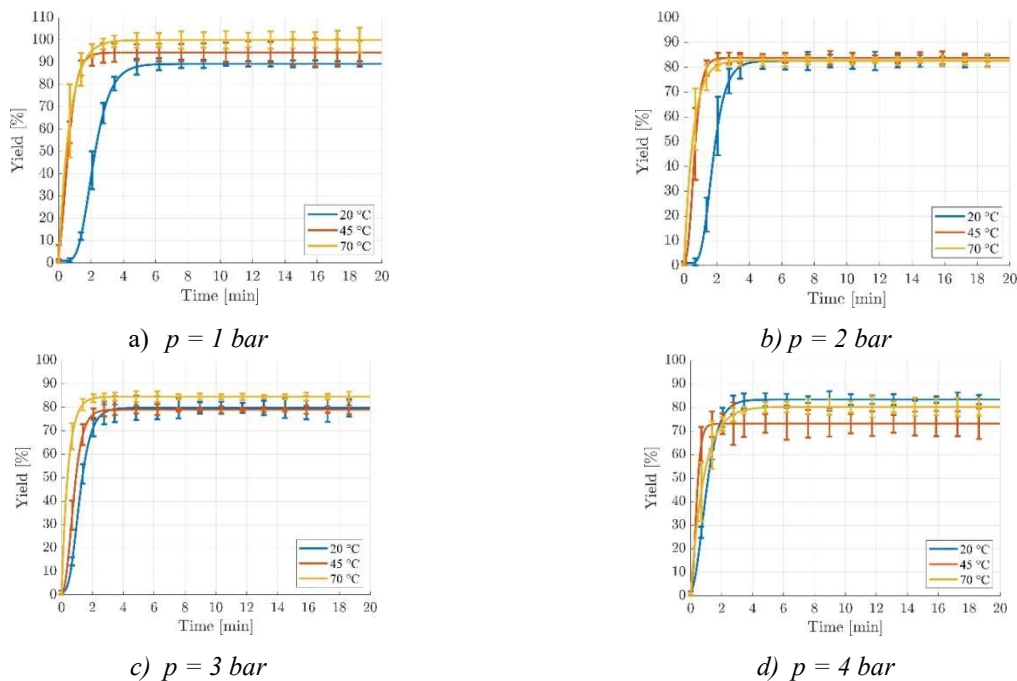 110
100
90
80
70
60
50
40
30
20
10
0
Yield [%]
20 °C
45 °C
70 °C
0 2 4 6 8 10 12 14 16 18 20
Time [min]
a) p = 1 bar
100
90
80
70
60
50
40
30
20
10
0
Yield [%]
20 °C
45 °C
70 °C
0 2 4 6 8 10 12 14 16 18 20
Time [min]
b) p = 2 bar
100
90
80
70
60
50
40
30
20
10
0
Yield [%]
20 °C
45 °C
70 °C
0 2 4 6 8 10 12 14 16 18 20
Time [min]
c) p = 3 bar
100
90
80
70
60
50
40
30
20
10
0
Yield [%]
20 °C
45 °C
70 °C
0 2 4 6 8 10 12 14 16 18 20
Time [min]
d) p = 4 bar